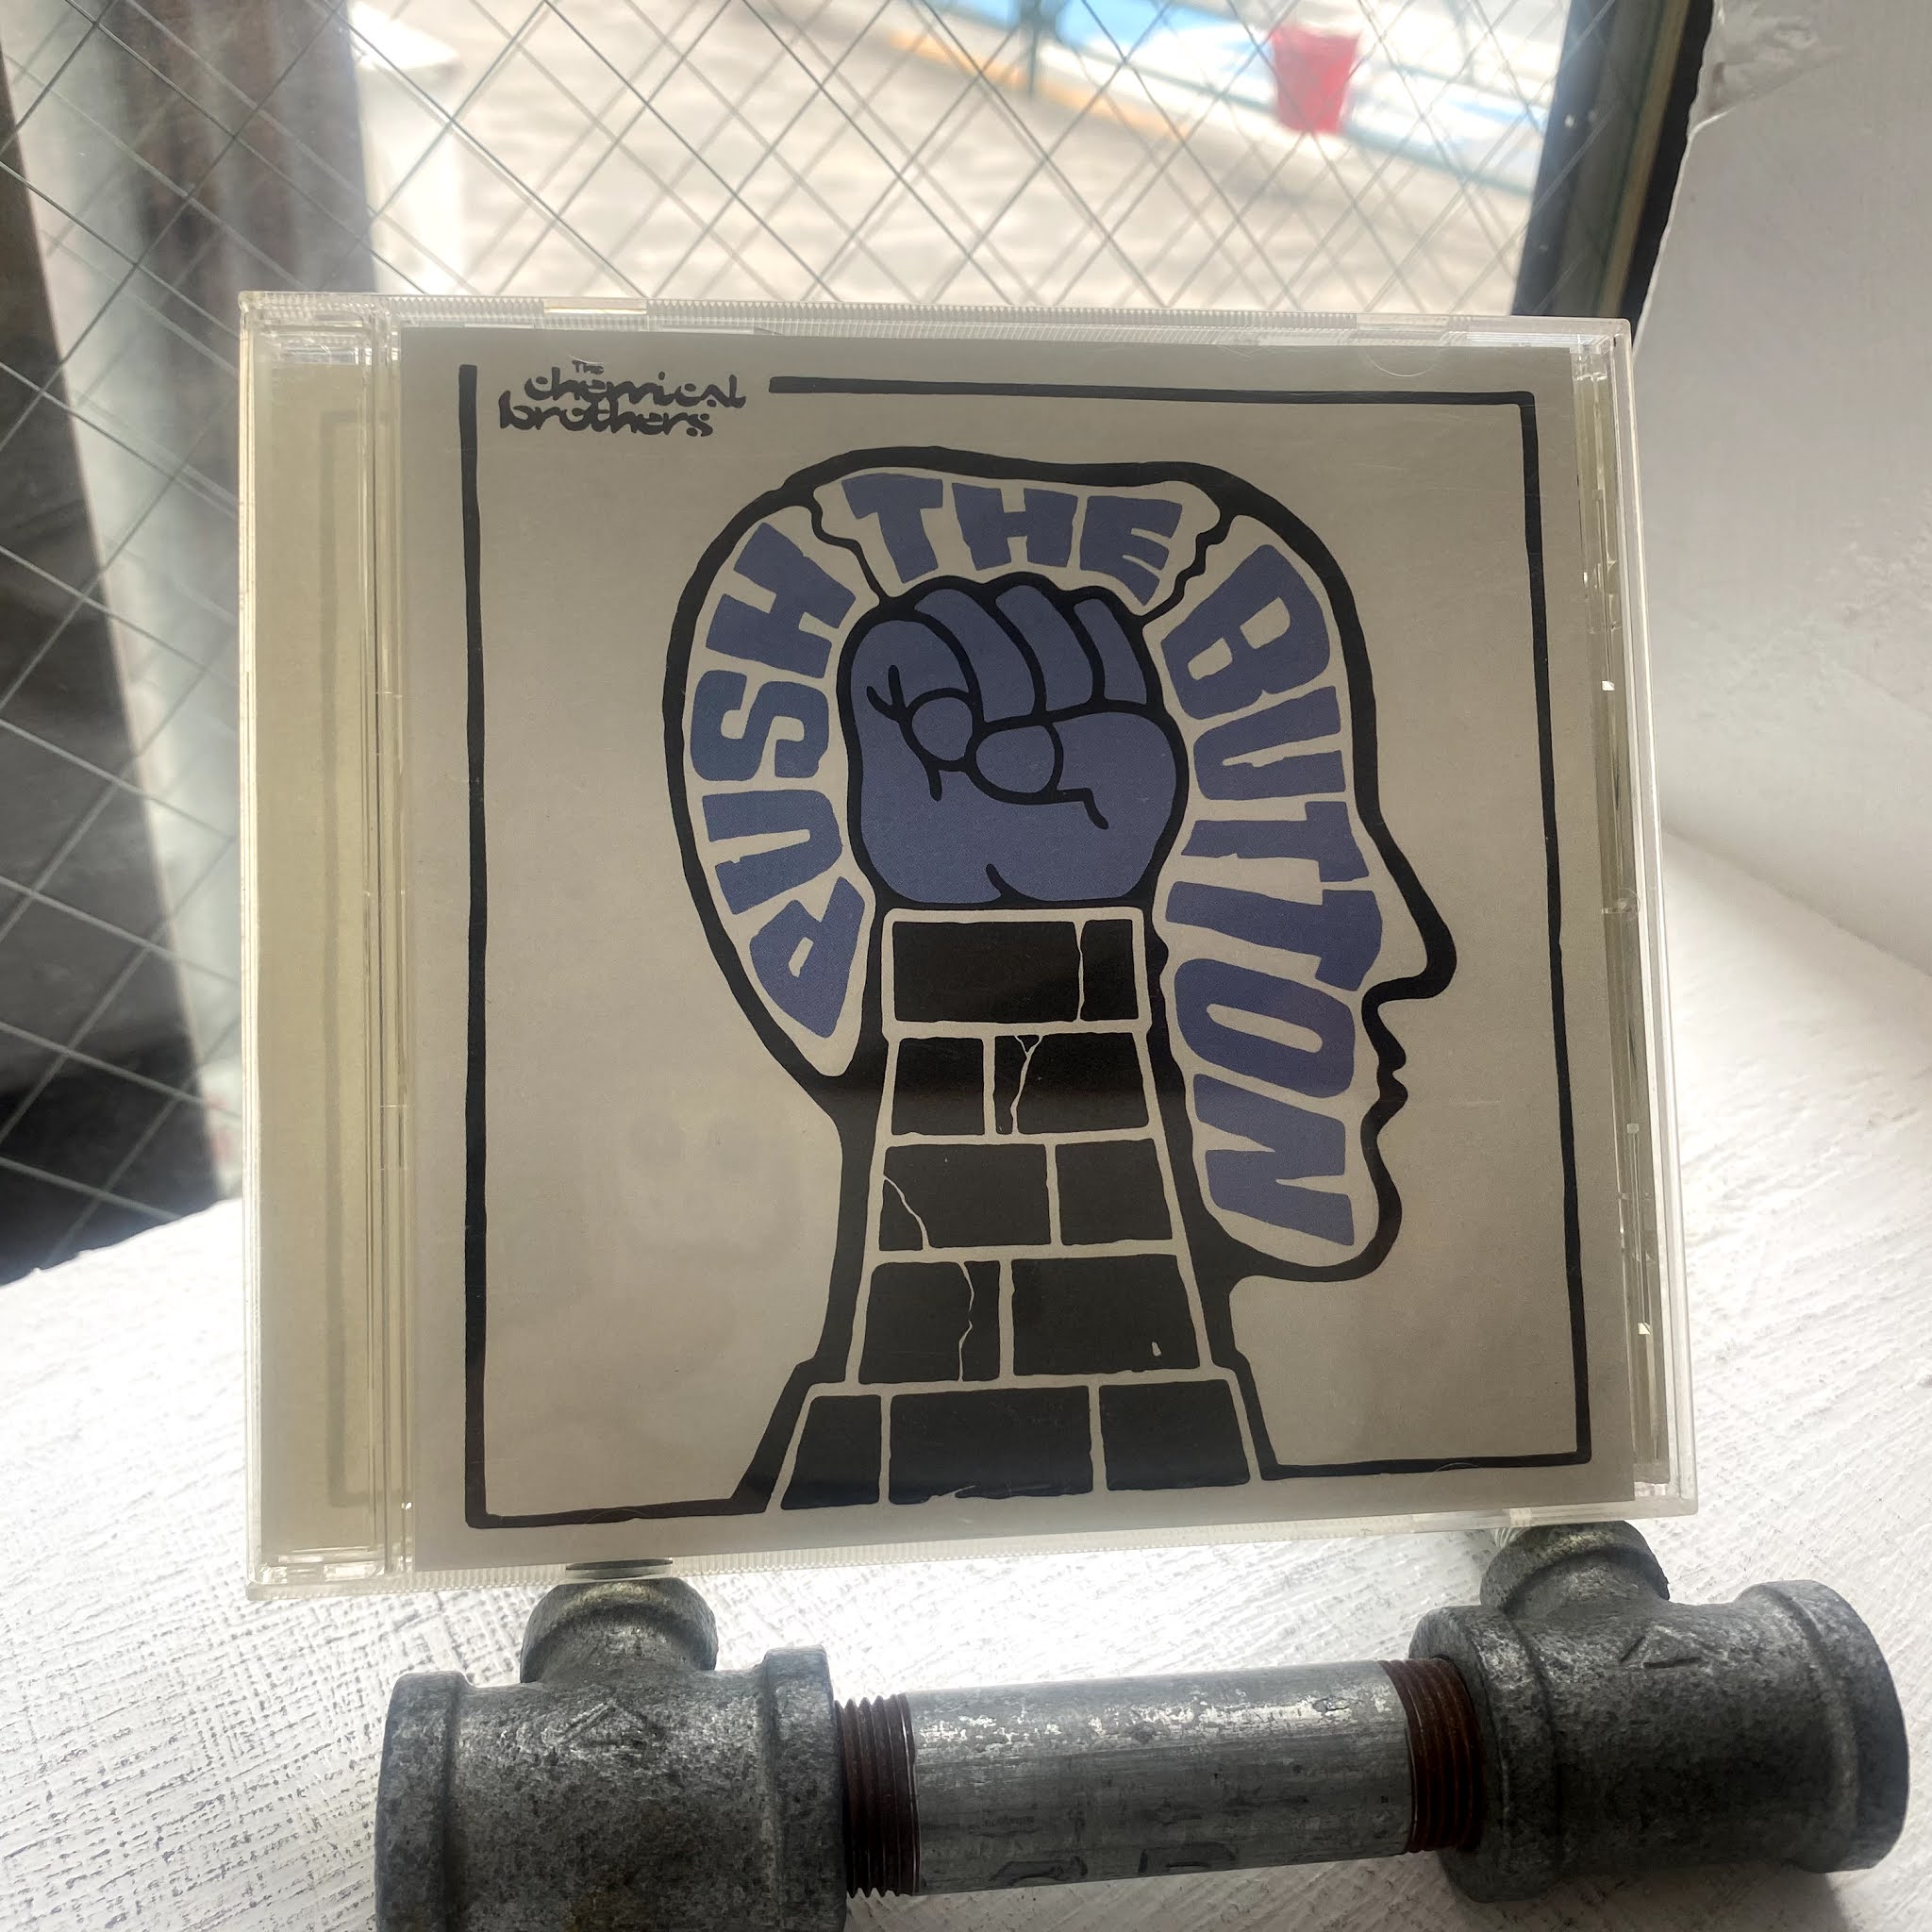 The
chemical
brothers
PUSH THE BUTTON